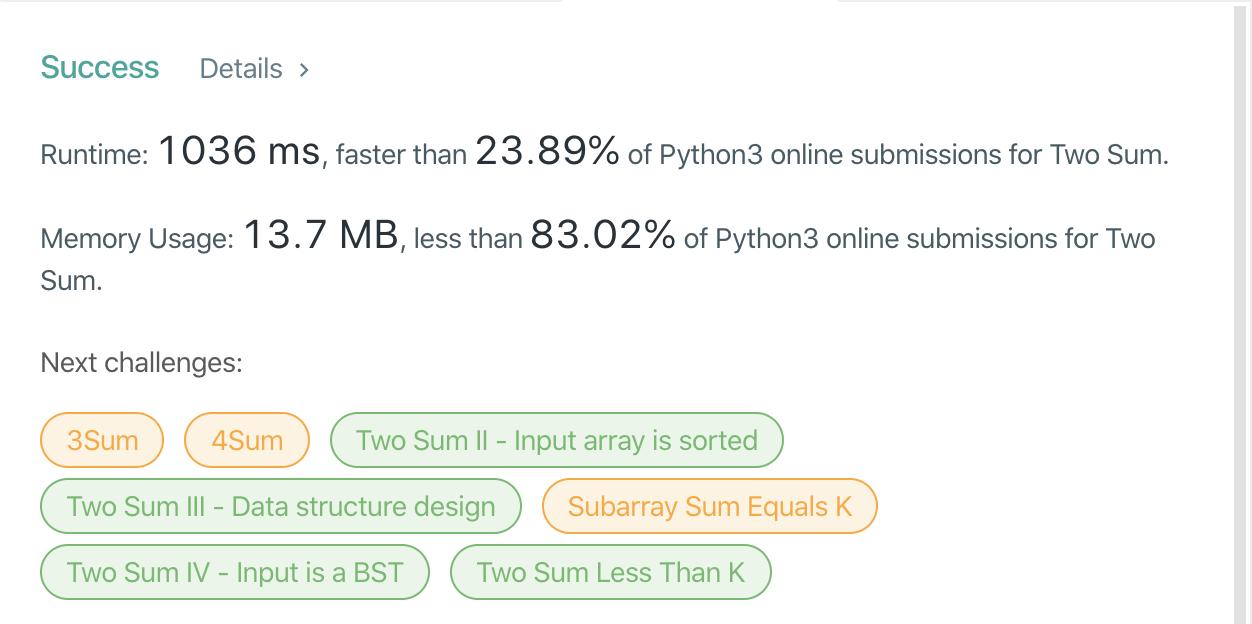 Success Details >
Runtime: 1036 ms, faster than 23.89% of Python3 online submissions for Two Sum.
Memory Usage: 13.7 MB, less than 83.02% of Python3 online submissions for Two
Sum.
Next challenges:
3Sum 4Sum Two Sum II - Input array is sorted
Two Sum III - Data structure design Subarray Sum Equals K
Two Sum IV - Input is a BST Two Sum Less Than K